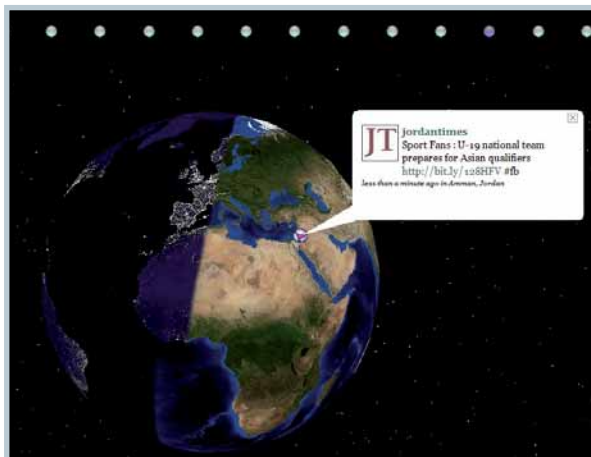 JT
jordantimes
Sport Fans : U-19 national team
prepares for Asian qualifiers
http://bit.ly/128HFV #fb
less than a minute ago in Amman, Jordan